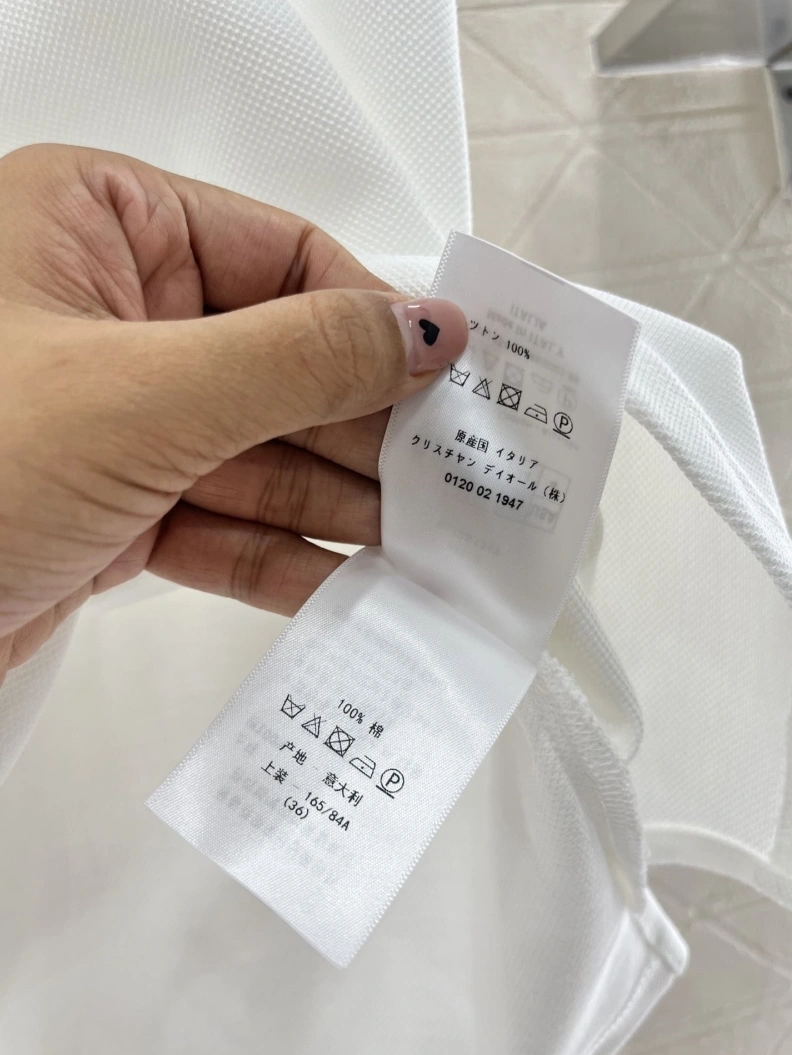 ットン 100%
原産国 イタリア
クリスチャン ディオール (株)
0120 02 1947
100% 棉
产地 - 意大利
上装 - 165/84A
(36)